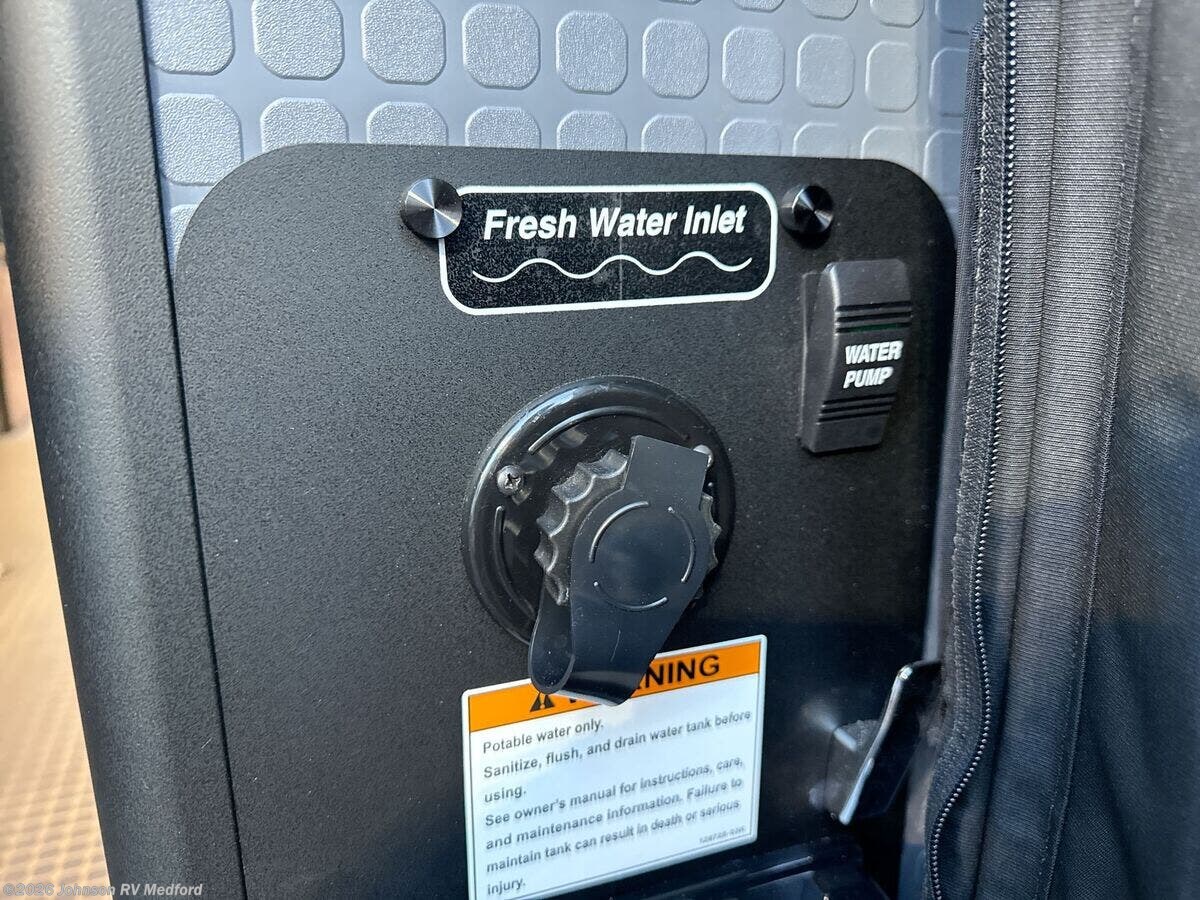 Fresh Water Inlet
WATER
PUMP
NING
Potable water only.
Sanitize, flush, and drain water tank before
using.
See owner's manual for instructions, care,
and maintenance information. Failure to
maintain tank can result in death or serious
injury.
©2026 Johnson RV Medford